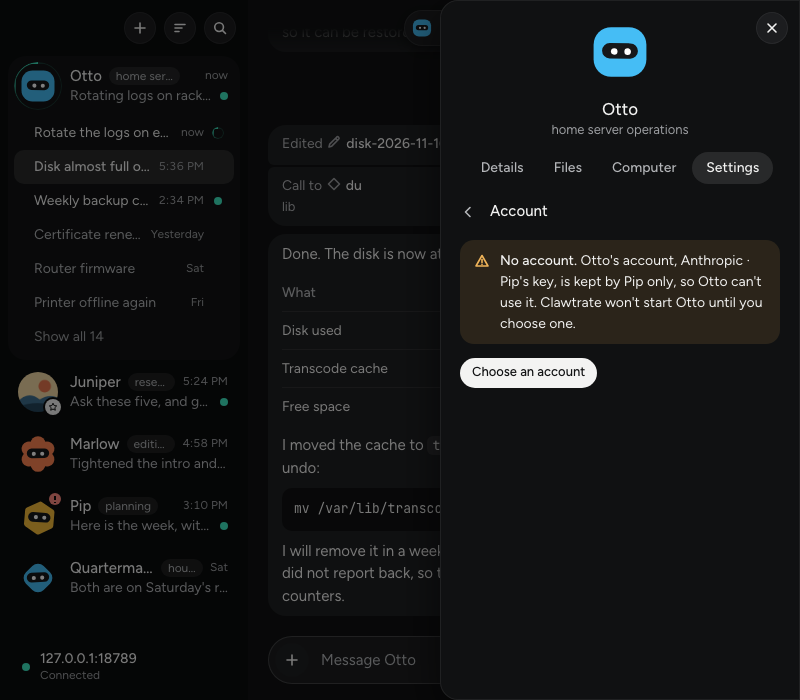 Otto home ser... now
Rotating logs on rack...
Rotate the logs on e... now
Disk almost full o... 5:36 PM
Weekly backup c... 2:34 PM
Certificate rene... Yesterday
Router firmware Sat
Printer offline again Fri
Show all 14
Juniper rese... 5:24 PM
Ask these five, and g...
Marlow editi... 4:58 PM
Tightened the intro and...
Pip planning 3:10 PM
Here is the week, wit...
Quarterma... hou... Sat
Both are on Saturday's r...
127.0.0.1:18789
Connected
so it can be restor
Edited disk-2026-11-1
Call to du
lib
Done. The disk is now at
What
Disk used
Transcode cache
Free space
I moved the cache to t
undo:
mv /var/lib/transco
I will remove it in a week
did not report back, so t
counters.
Message Otto
Otto
home server operations
Details Files Computer Settings
Account
No account. Otto's account, Anthropic ·
Pip's key, is kept by Pip only, so Otto can't
use it. Clawtrate won't start Otto until you
choose one.
Choose an account